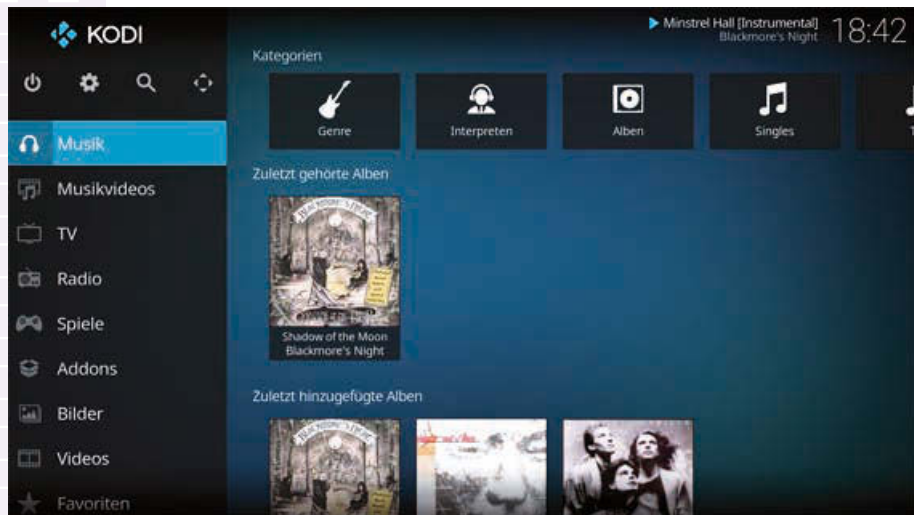 KODI
Minstrel Hall [Instrumental]
Blackmore's Night
18:42
Kategorien
Genre
Interpreten
Alben
Singles
Musik
Musikvideos
TV
Radio
Spiele
Addons
Bilder
Videos
Favoriten
Zuletzt gehörte Alben
Shadow of the Moon
Blackmore's Night
Zuletzt hinzugefügte Alben